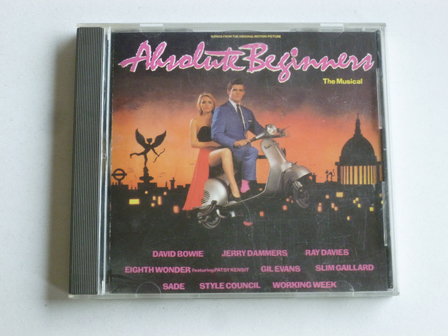 SONGS FROM THE ORIGINAL MOTION PICTURE
Absolute Beginners
The Musical
DAVID BOWIE JERRY DAMMERS RAY DAVIES
EIGHTH WONDER featuring PATSY KENSIT GIL EVANS SLIM GAILLARD
SADE STYLE COUNCIL WORKING WEEK